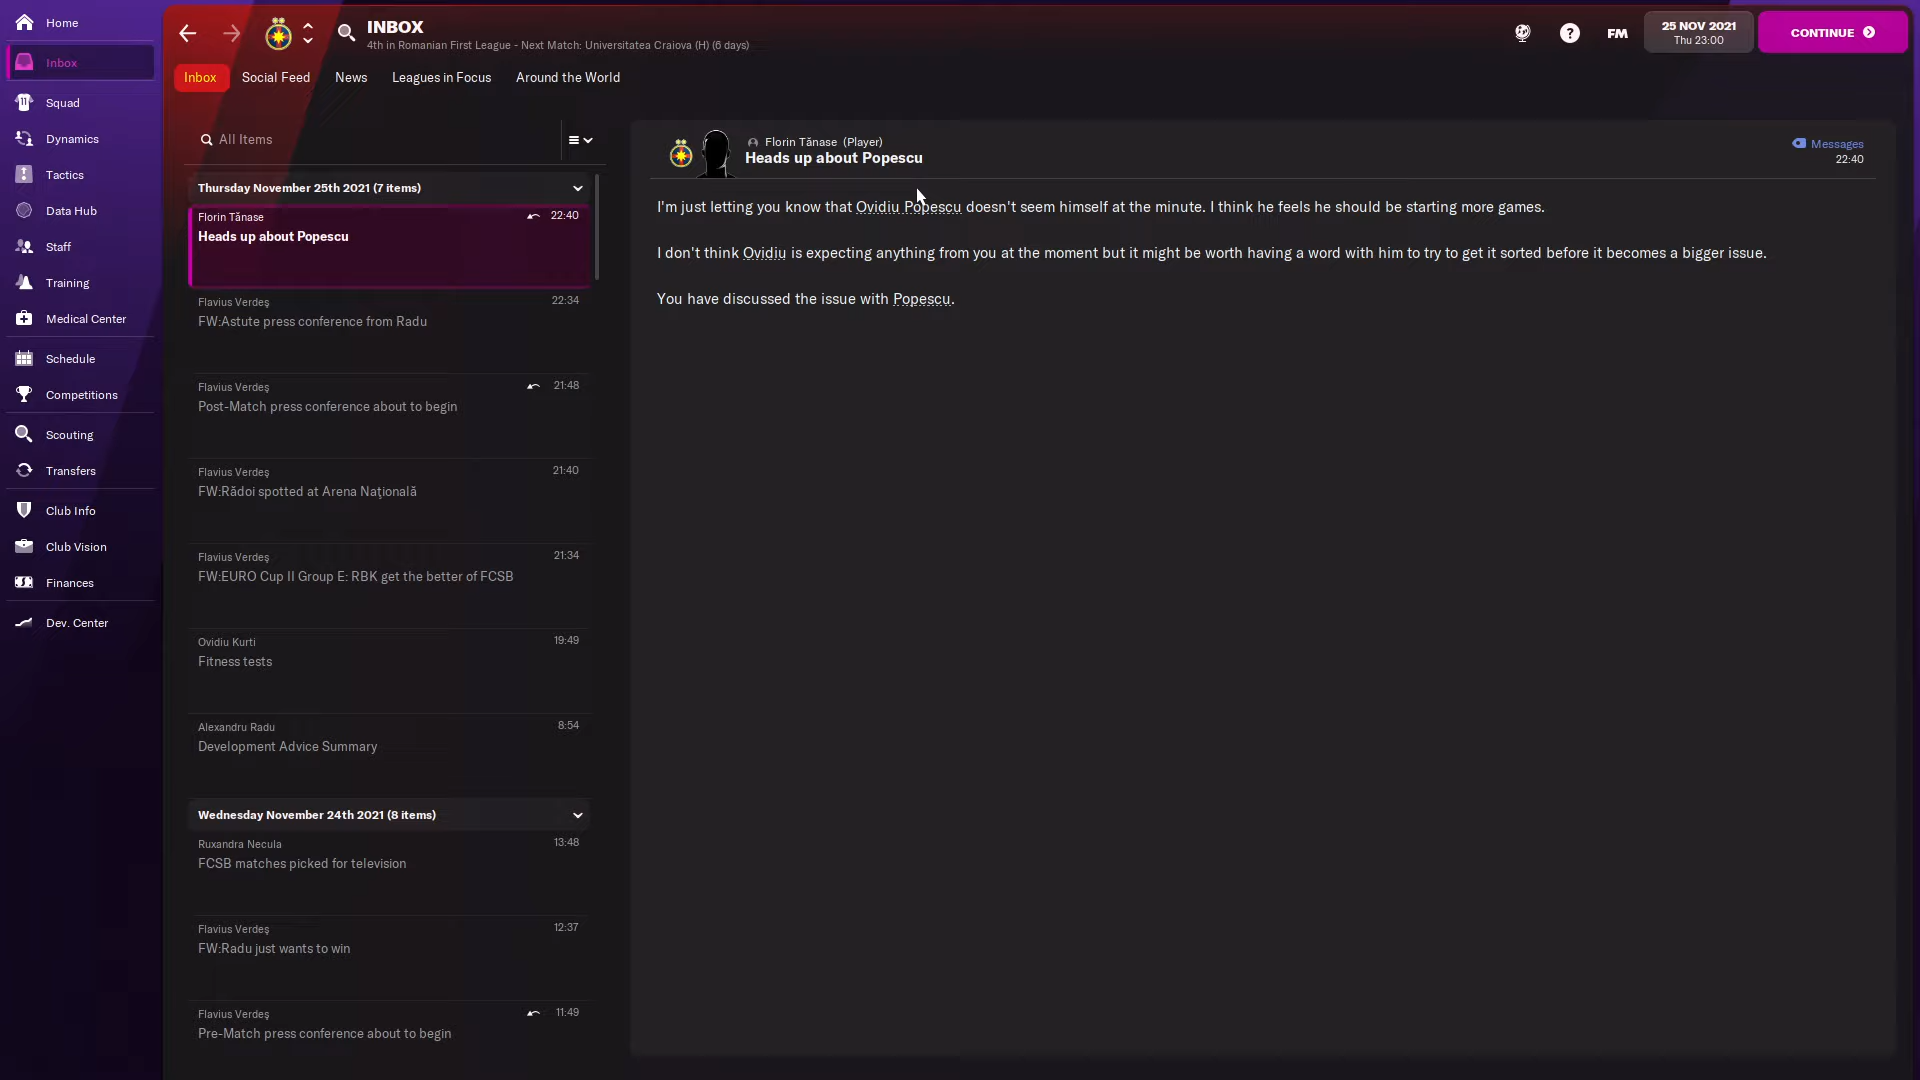 Home
Inbox
Squad
Dynamics
Tactics
Data Hub
Staff
Training
Medical Center
Schedule
Competitions
Scouting
Transfers
Club Info
Club Vision
Finances
Dev. Center
INBOX
4th in Romanian First League - Next Match: Universitatea Craiova (H) (6 days)
?
FM
25 NOV 2021
Thu 23:00
CONTINUE
Inbox
Social Feed
News
Leagues in Focus
Around the World
All Items
Thursday November 25th 2021 (7 items)
Florin Tănase 22:40
Heads up about Popescu
Flavius Verdeş 22:34
FW:Astute press conference from Radu
Flavius Verdeş 21:48
Post-Match press conference about to begin
Flavius Verdeş 21:40
FW:Rădoi spotted at Arena Naţională
Flavius Verdeş 21:34
FW:EURO Cup II Group E: RBK get the better of FCSB
Ovidiu Kurti 19:49
Fitness tests
Alexandru Radu 8:54
Development Advice Summary
Wednesday November 24th 2021 (8 items)
Ruxandra Necula 13:48
FCSB matches picked for television
Flavius Verdeş 12:37
FW:Radu just wants to win
Flavius Verdeş 11:49
Pre-Match press conference about to begin
Florin Tănase (Player)
Heads up about Popescu
Messages
22:40
I'm just letting you know that Ovidiu Popescu doesn't seem himself at the minute. I think he feels he should be starting more games.
I don't think Ovidiu is expecting anything from you at the moment but it might be worth having a word with him to try to get it sorted before it becomes a bigger issue.
You have discussed the issue with Popescu.